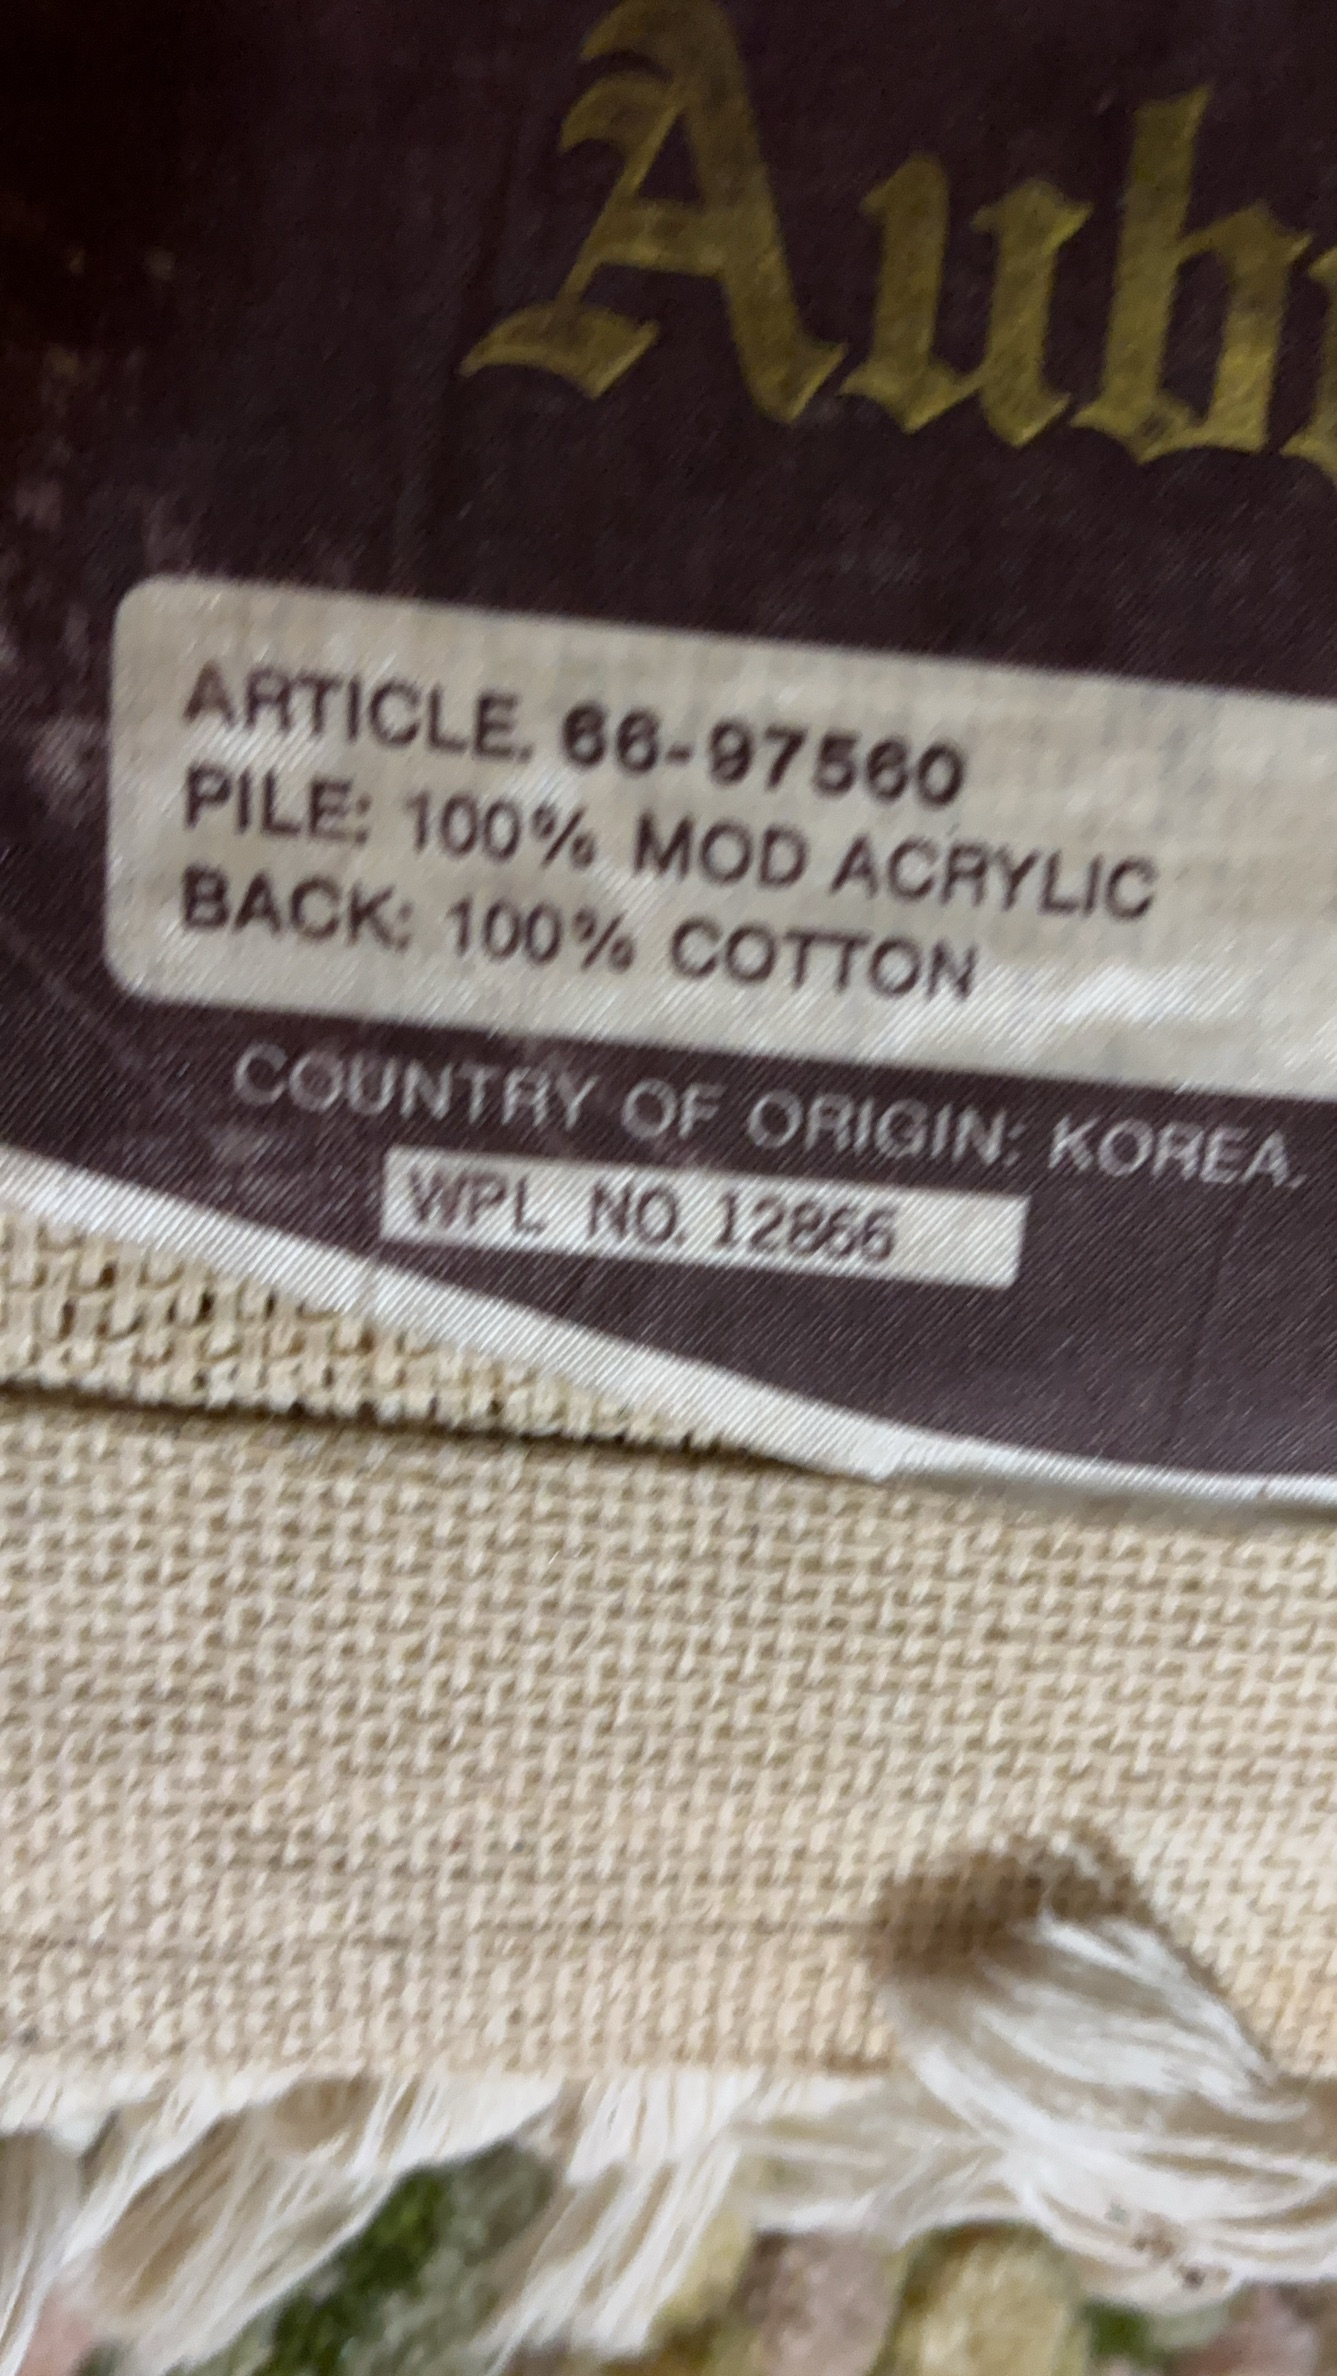 Aub
ARTICLE. 66-97560
PILE: 100% MOD ACRYLIC
BACK: 100% COTTON
COUNTRY OF ORIGIN: KOREA.
WPL NO. 12866